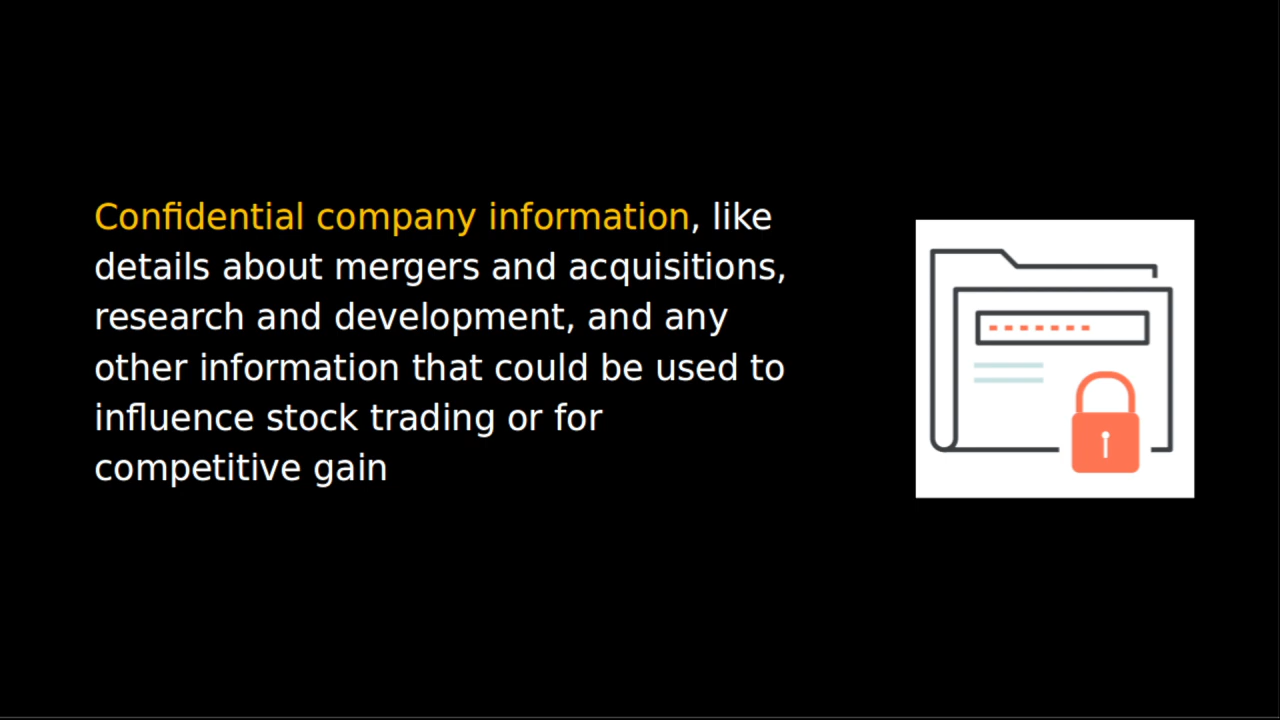 Confidential company information, like
details about mergers and acquisitions,
research and development, and any
other information that could be used to
influence stock trading or for
competitive gain